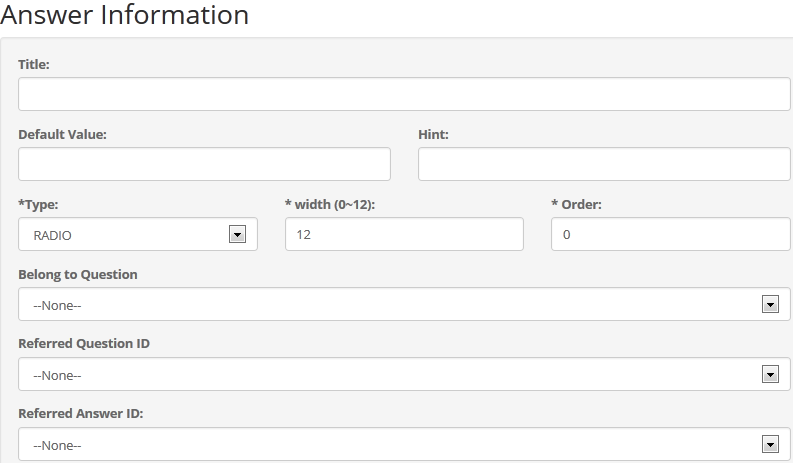 Answer Information
Title:
Default Value: Hint:
*Type: * width (0~12): * Order:
RADIO 12 0
Belong to Question
--None--
Referred Question ID
--None--
Referred Answer ID:
--None--